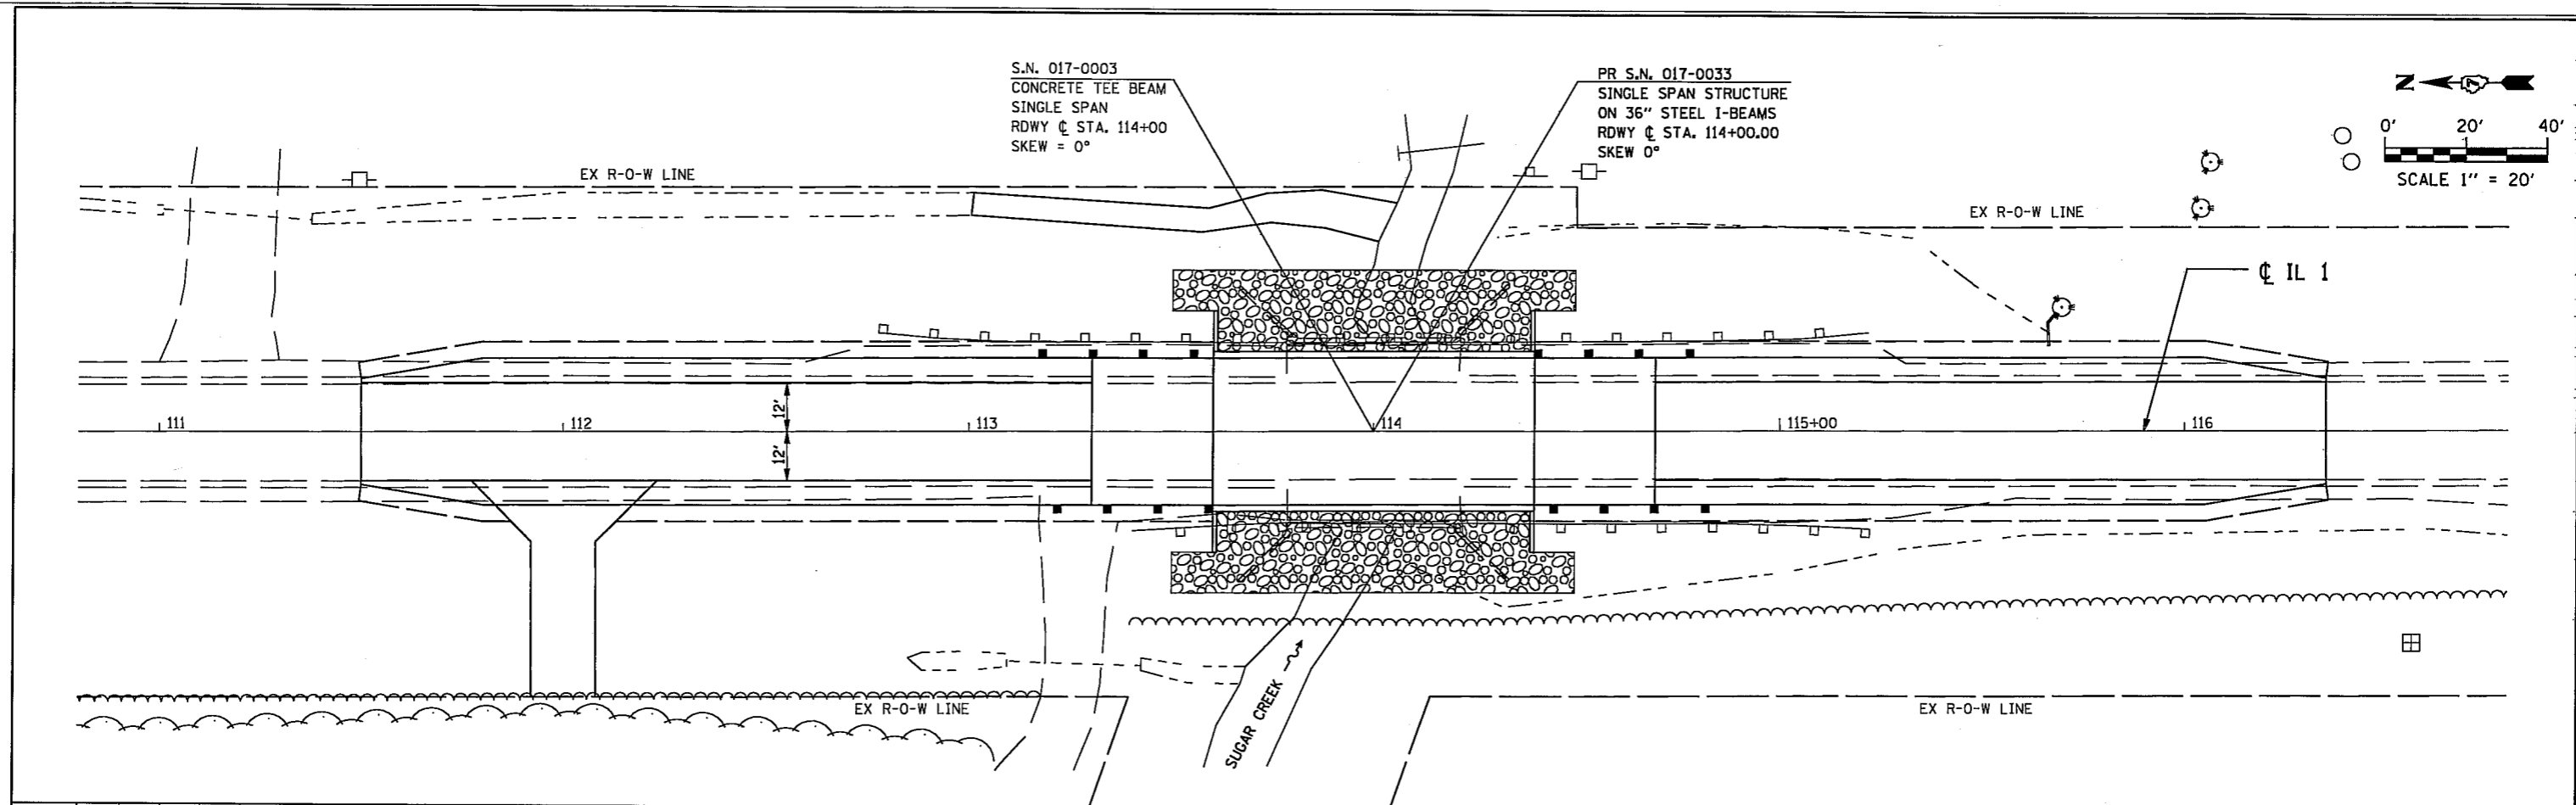 S.N. 017-0003
CONCRETE TEE BEAM
SINGLE SPAN
RDWY ℄ STA. 114+00
SKEW = 0°
PR S.N. 017-0033
SINGLE SPAN STRUCTURE
ON 36" STEEL I-BEAMS
RDWY ℄ STA. 114+00.00
SKEW 0°
N
0' 20' 40'
SCALE 1" = 20'
EX R-O-W LINE
EX R-O-W LINE
℄ IL 1
12'
12'
111 112 113 114 115+00 116
SUGAR CREEK
EX R-O-W LINE
EX R-O-W LINE